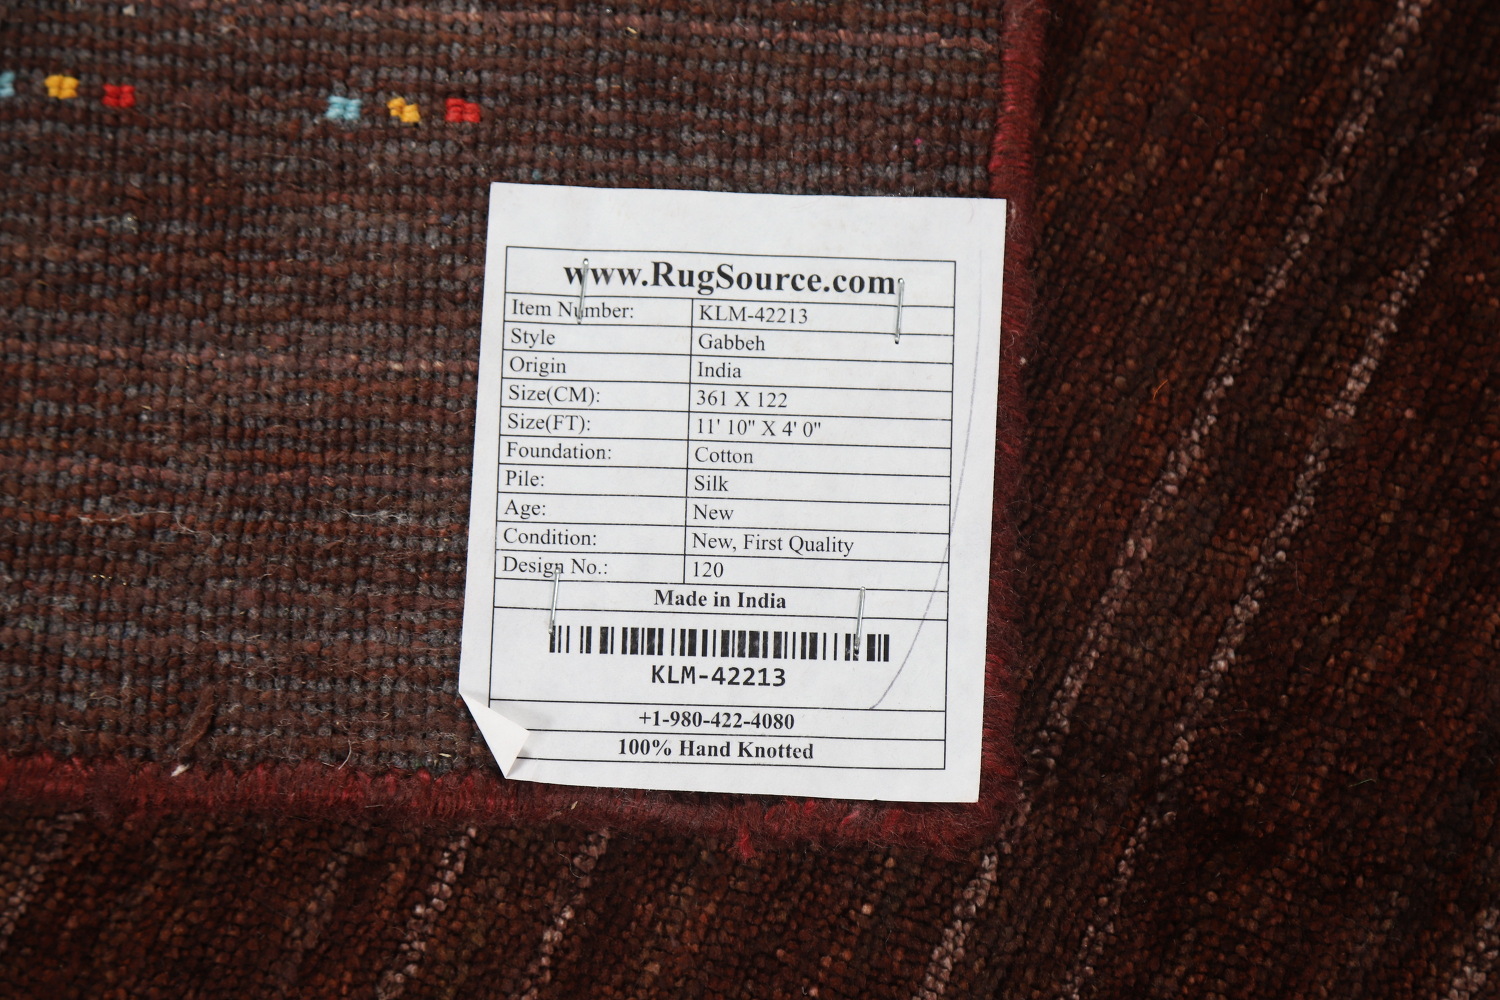 www.RugSource.com
Item Number: KLM-42213
Style Gabbeh
Origin India
Size(CM): 361 X 122
Size(FT): 11' 10" X 4' 0"
Foundation: Cotton
Pile: Silk
Age: New
Condition: New, First Quality
Design No.: 120
Made in India
KLM-42213
+1-980-422-4080
100% Hand Knotted